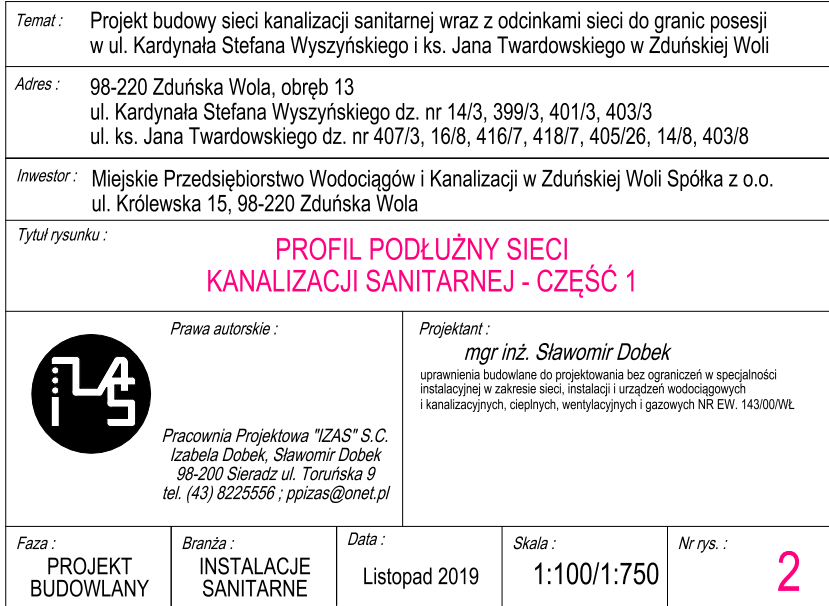 Temat :
Projekt budowy sieci kanalizacji sanitarnej wraz z odcinkami sieci do granic posesji
w ul. Kardynała Stefana Wyszyńskiego i ks. Jana Twardowskiego w Zduńskiej Woli
Adres :
98-220 Zduńska Wola, obręb 13
ul. Kardynała Stefana Wyszyńskiego dz. nr 14/3, 399/3, 401/3, 403/3
ul. ks. Jana Twardowskiego dz. nr 407/3, 16/8, 416/7, 418/7, 405/26, 14/8, 403/8
Inwestor :
Miejskie Przedsiębiorstwo Wodociągów i Kanalizacji w Zduńskiej Woli Spółka z o.o.
ul. Królewska 15, 98-220 Zduńska Wola
Tytuł rysunku :
PROFIL PODŁUŻNY SIECI
KANALIZACJI SANITARNEJ - CZĘŚĆ 1
Prawa autorskie :
IZAS
Pracownia Projektowa "IZAS" S.C.
Izabela Dobek, Sławomir Dobek
98-200 Sieradz ul. Toruńska 9
tel. (43) 8225556 ; ppizas@onet.pl
Projektant :
mgr inż. Sławomir Dobek
uprawnienia budowlane do projektowania bez ograniczeń w specjalności
instalacyjnej w zakresie sieci, instalacji i urządzeń wodociągowych
i kanalizacyjnych, cieplnych, wentylacyjnych i gazowych NR EW. 143/00/WŁ
Faza :
PROJEKT
BUDOWLANY
Branża :
INSTALACJE
SANITARNE
Data :
Listopad 2019
Skala :
1:100/1:750
Nr rys. :
2